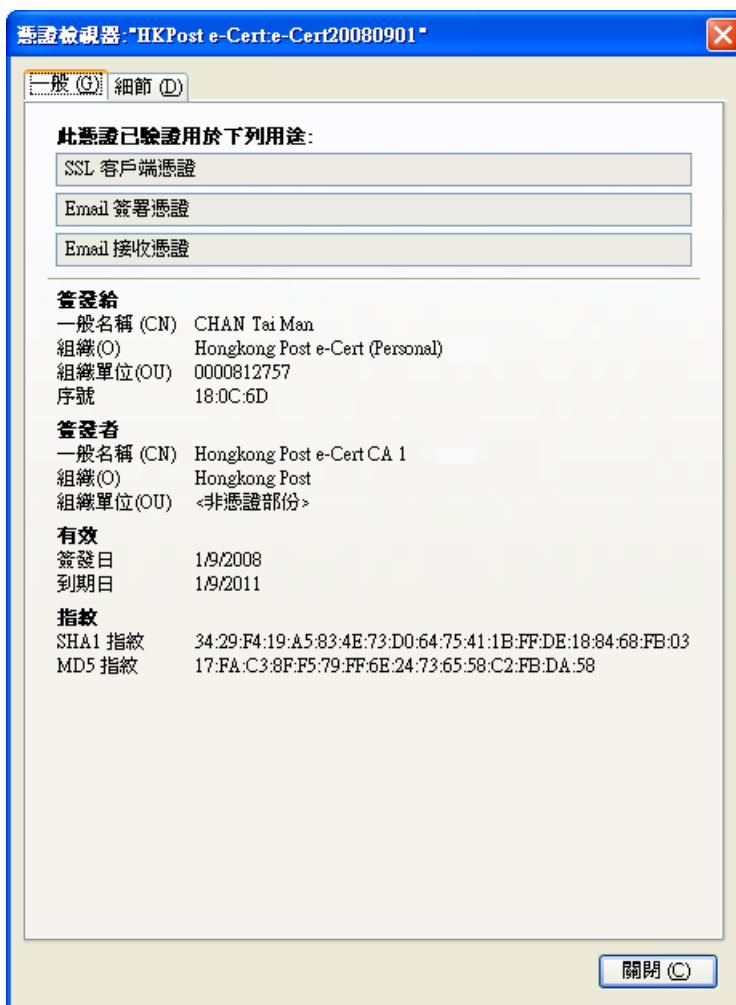 憑證檢視器:"HKPost e-Cert:e-Cert20080901"
一般 (G) 細節 (D)
此憑證已驗證用於下列用途:
SSL 客戶端憑證
Email 簽署憑證
Email 接收憑證
簽發給
一般名稱 (CN) CHAN Tai Man
組織(O) Hongkong Post e-Cert (Personal)
組織單位(OU) 0000812757
序號 18:0C:6D
簽發者
一般名稱 (CN) Hongkong Post e-Cert CA 1
組織(O) Hongkong Post
組織單位(OU) <非憑證部份>
有效
簽發日 1/9/2008
到期日 1/9/2011
指紋
SHA1 指紋 34:29:F4:19:A5:83:4E:73:D0:64:75:41:1B:FF:DE:18:84:68:FB:03
MD5 指紋 17:FA:C3:8F:F5:79:FF:6E:24:73:65:58:C2:FB:DA:58
關閉 (C)